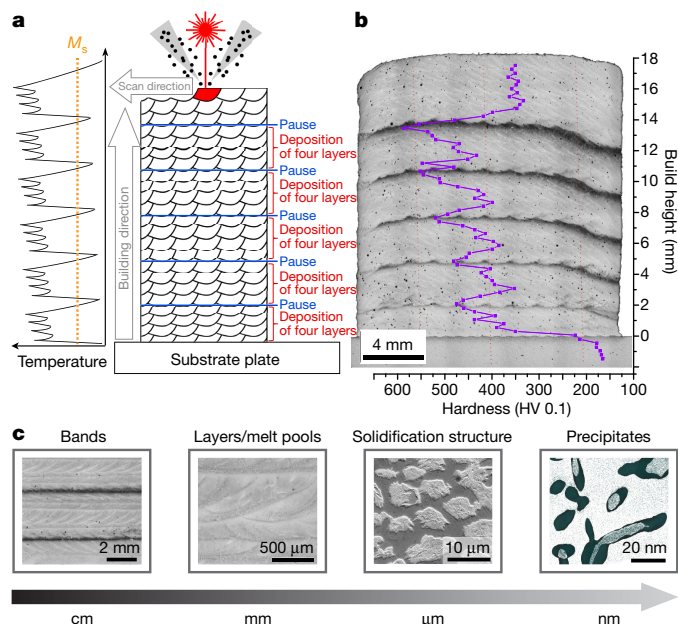 a
Ms
Scan direction
Building direction
Pause
Deposition
of four layers
Pause
Deposition
of four layers
Pause
Deposition
of four layers
Pause
Deposition
of four layers
Pause
Deposition
of four layers
Temperature
Substrate plate
b
18
16
14
12
10
8
6
4
2
0
Build height (mm)
4 mm
600 500 400 300 200 100
Hardness (HV 0.1)
c
Bands
Layers/melt pools
Solidification structure
Precipitates
2 mm
500 μm
10 μm
20 nm
cm
mm
μm
nm